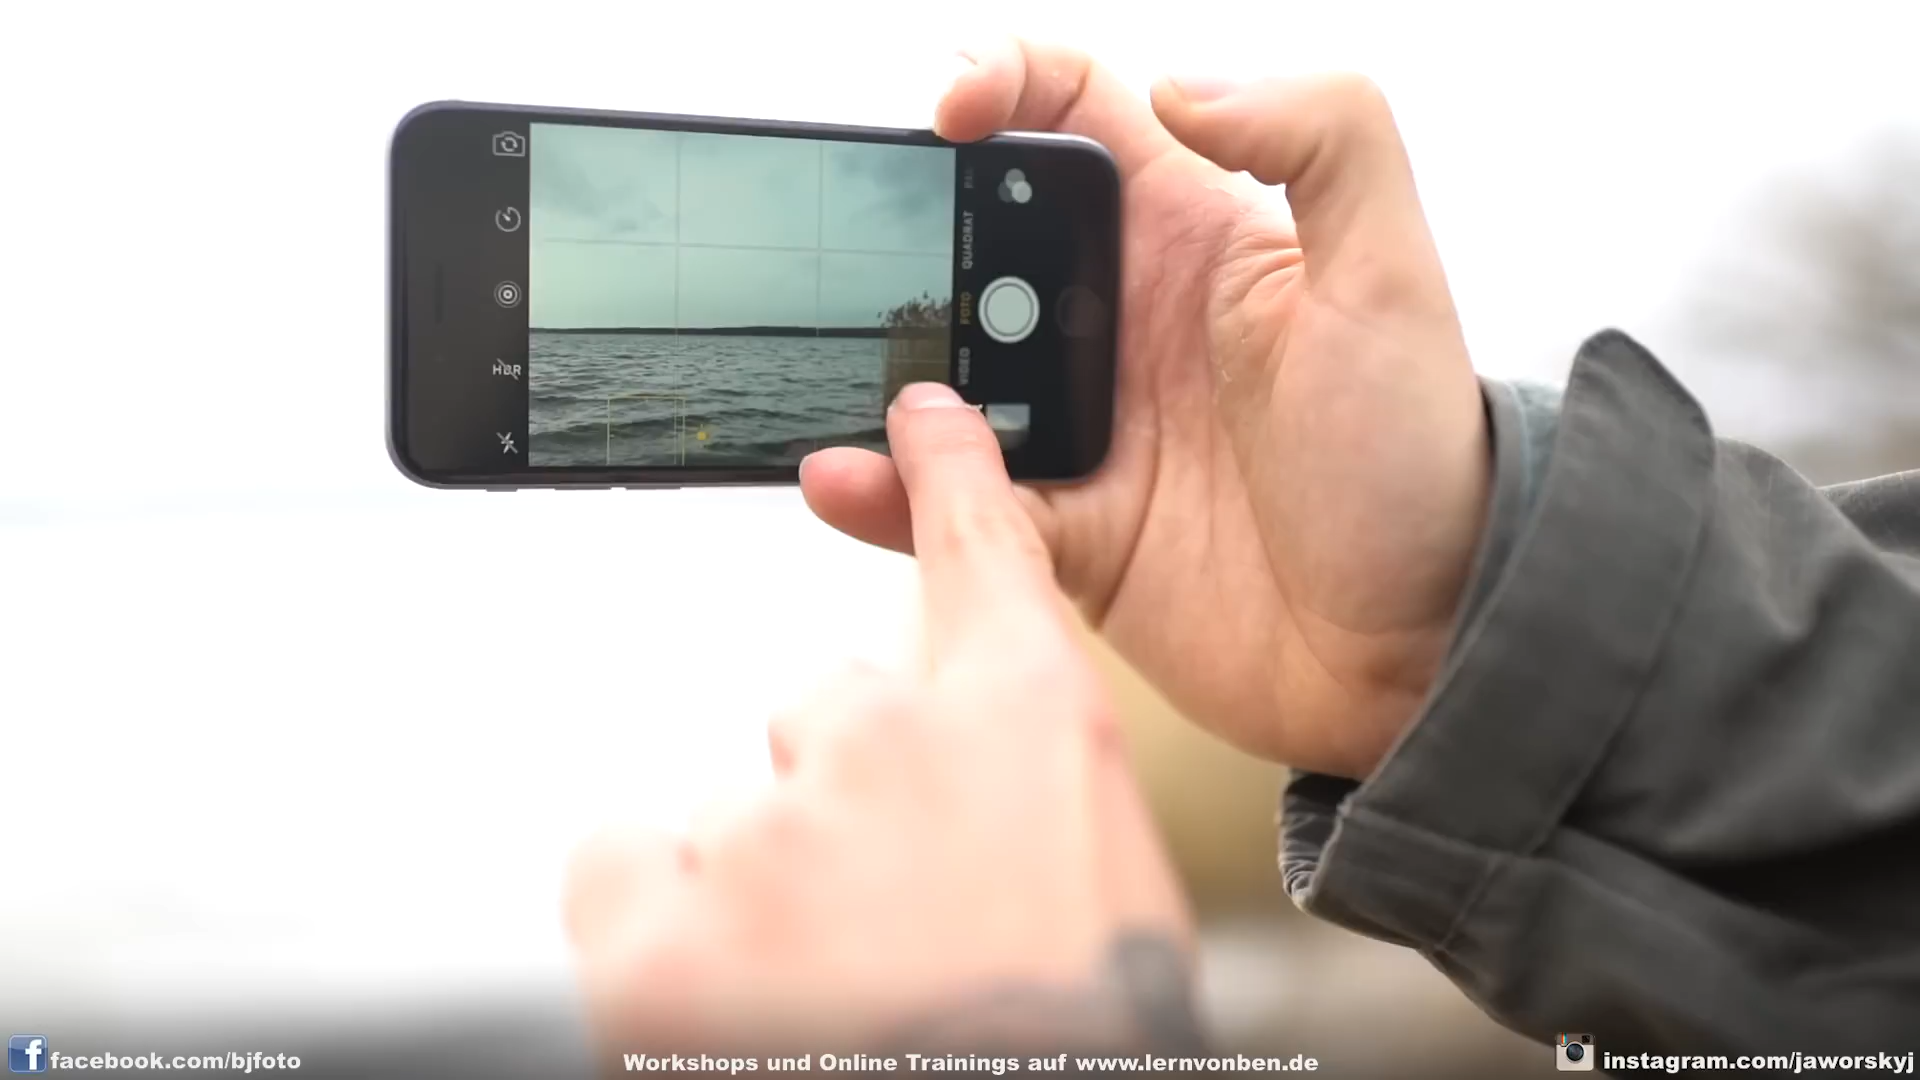 HDR
QUADRAT
FOTO
VIDEO
facebook.com/bjfoto
Workshops und Online Trainings auf www.lernvonben.de
instagram.com/jaworskyj